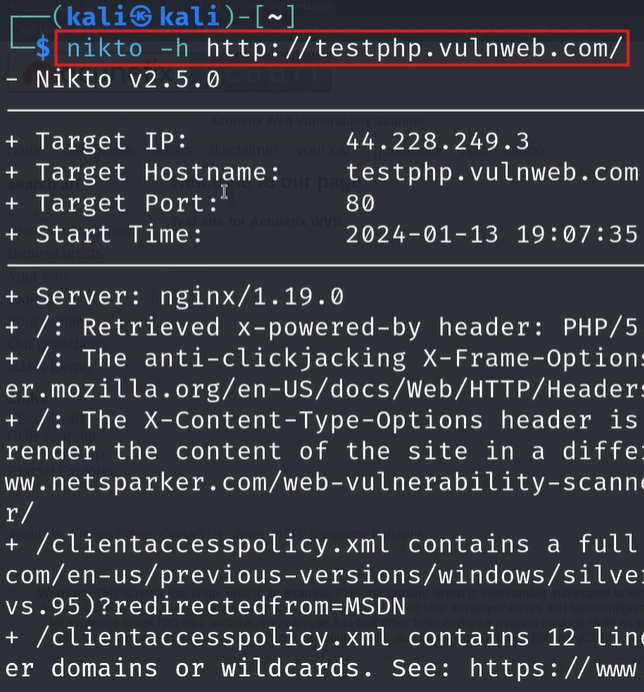 ┌──(kali㉿kali)-[~]
└─$ nikto -h http://testphp.vulnweb.com/
- Nikto v2.5.0
+ Target IP: 44.228.249.3
+ Target Hostname: testphp.vulnweb.com
+ Target Port: 80
+ Start Time: 2024-01-13 19:07:35
+ Server: nginx/1.19.0
+ /: Retrieved x-powered-by header: PHP/5
+ /: The anti-clickjacking X-Frame-Options
er.mozilla.org/en-US/docs/Web/HTTP/Headers
+ /: The X-Content-Type-Options header is
render the content of the site in a diffe
ww.netsparker.com/web-vulnerability-scanne
r/
+ /clientaccesspolicy.xml contains a full
com/en-us/previous-versions/windows/silve
vs.95)?redirectedfrom=MSDN
+ /clientaccesspolicy.xml contains 12 line
er domains or wildcards. See: https://www